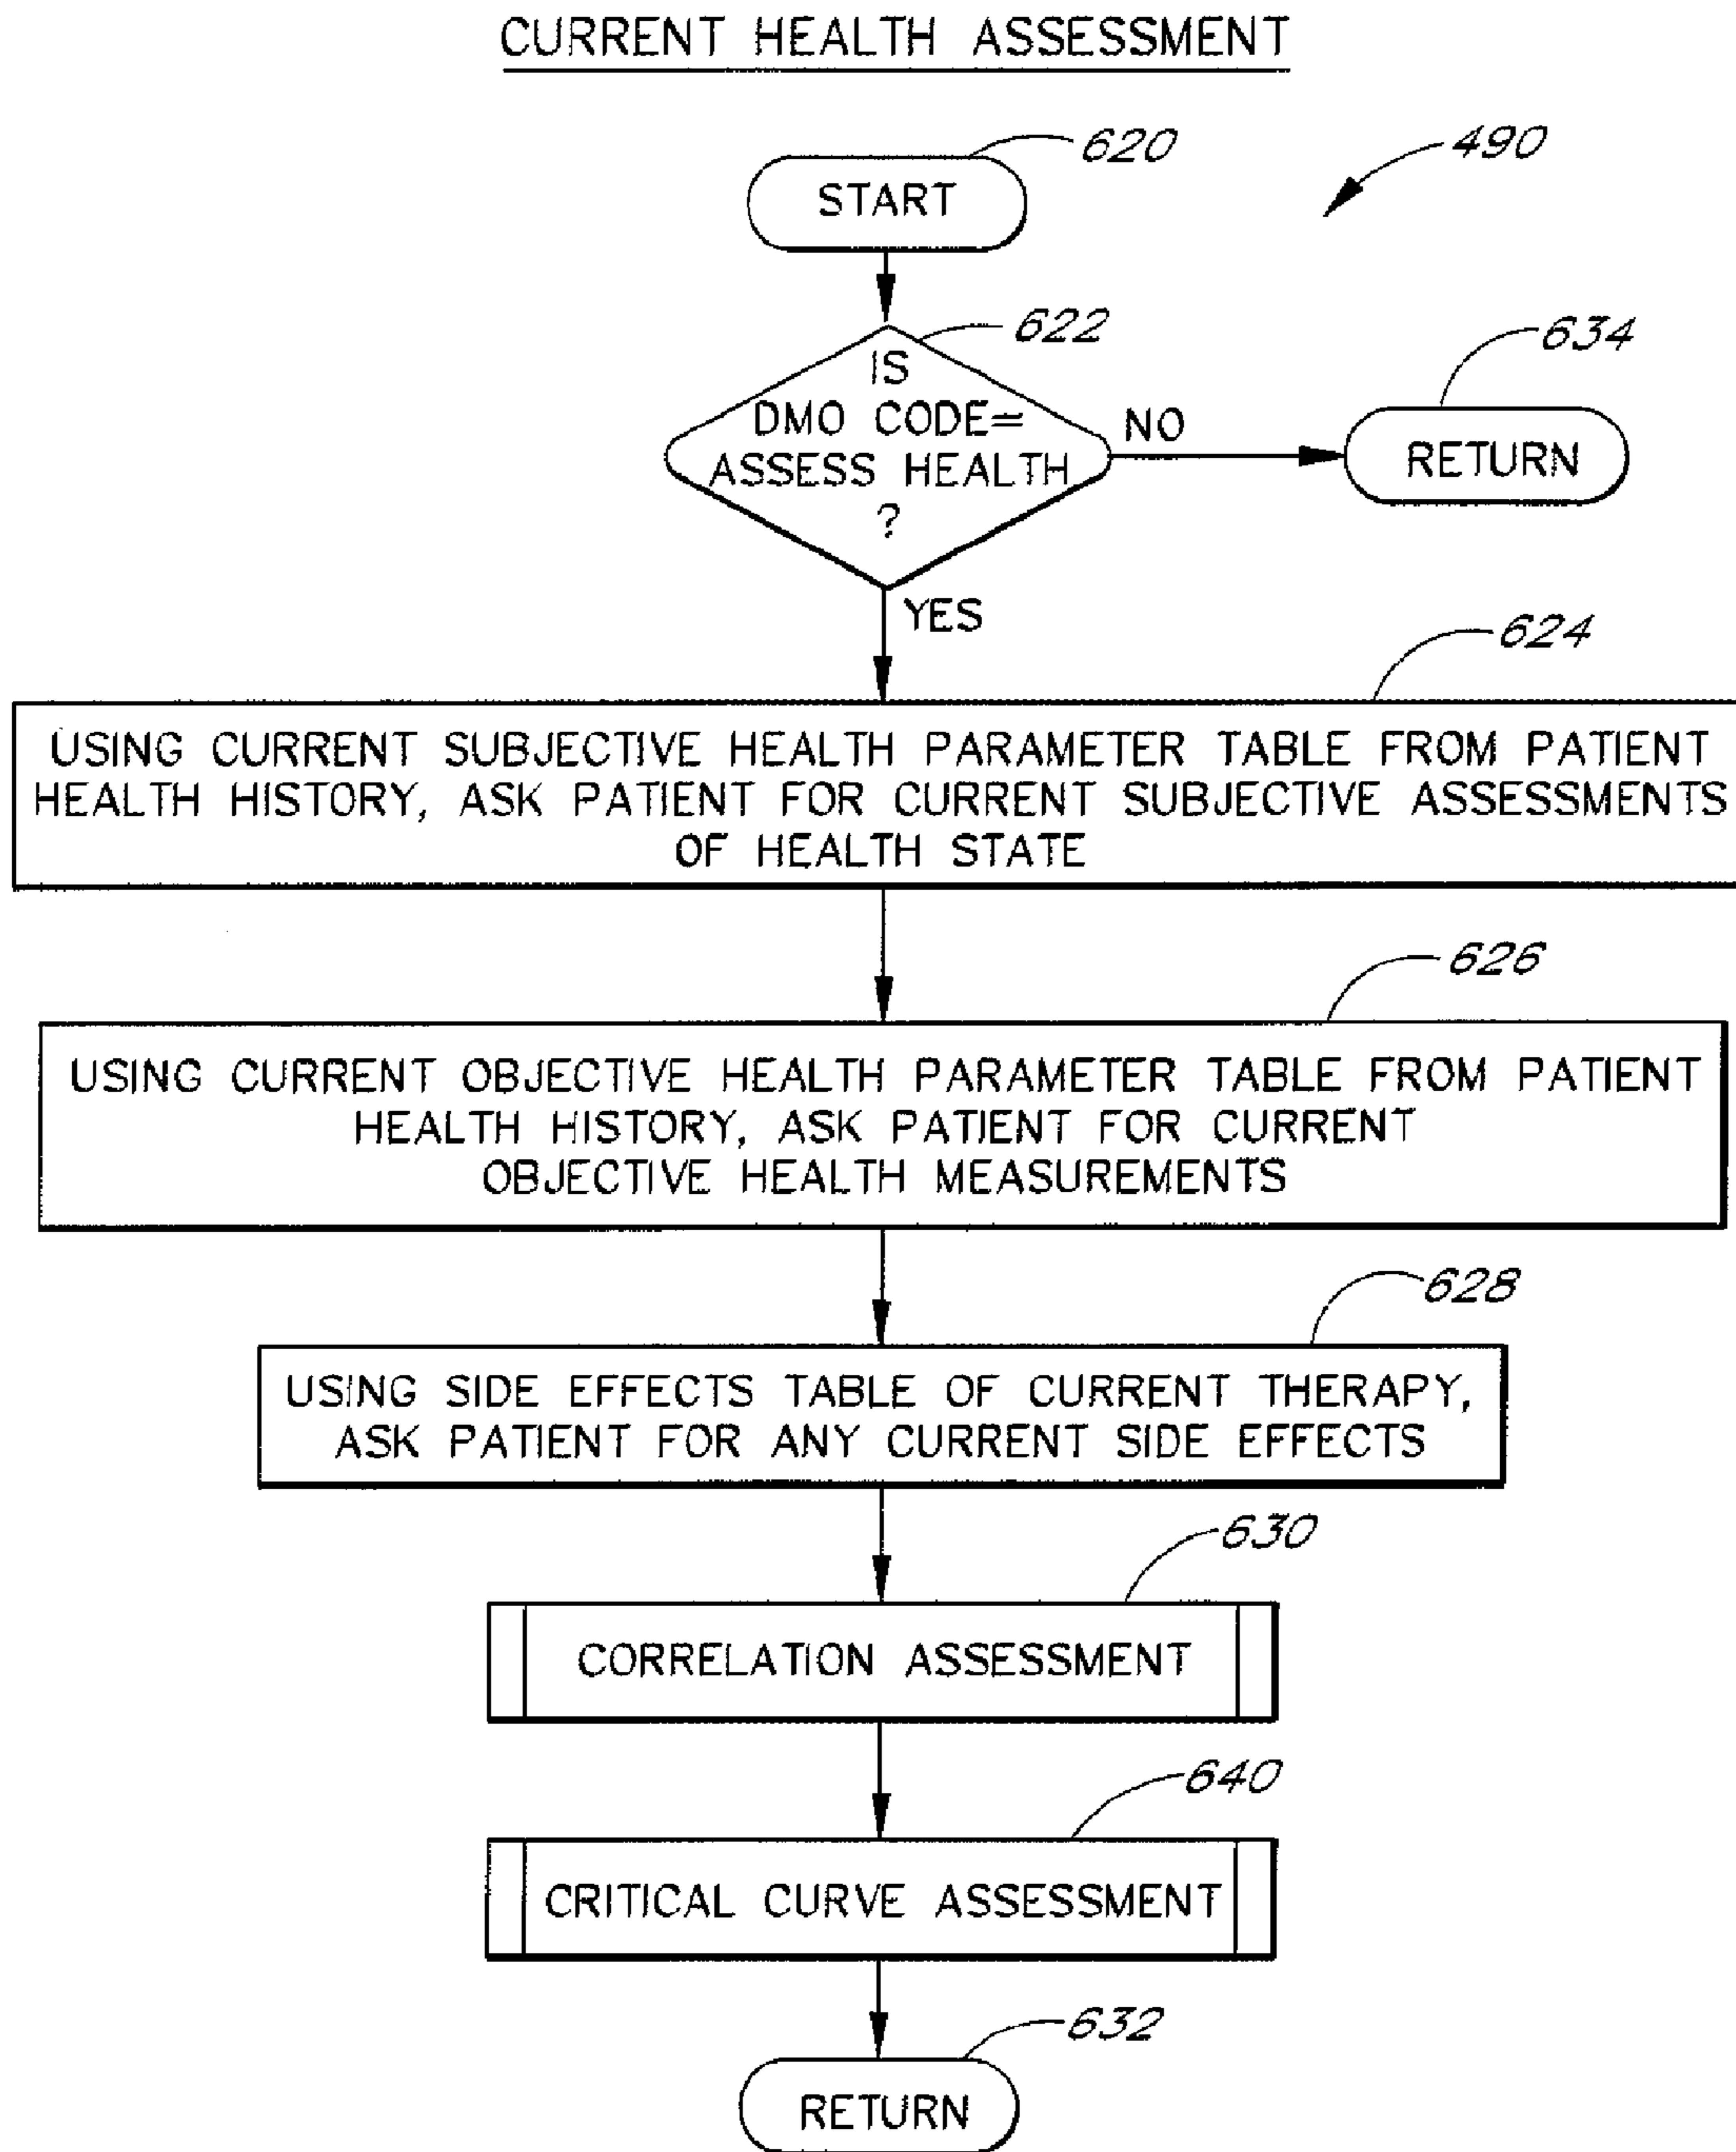 CURRENT HEALTH ASSESSMENT
620
490
START
622
634
IS
DMO CODE=
ASSESS HEALTH
?
NO
RETURN
YES
624
USING CURRENT SUBJECTIVE HEALTH PARAMETER TABLE FROM PATIENT
HEALTH HISTORY, ASK PATIENT FOR CURRENT SUBJECTIVE ASSESSMENTS
OF HEALTH STATE
626
USING CURRENT OBJECTIVE HEALTH PARAMETER TABLE FROM PATIENT
HEALTH HISTORY, ASK PATIENT FOR CURRENT
OBJECTIVE HEALTH MEASUREMENTS
628
USING SIDE EFFECTS TABLE OF CURRENT THERAPY,
ASK PATIENT FOR ANY CURRENT SIDE EFFECTS
630
CORRELATION ASSESSMENT
640
CRITICAL CURVE ASSESSMENT
632
RETURN